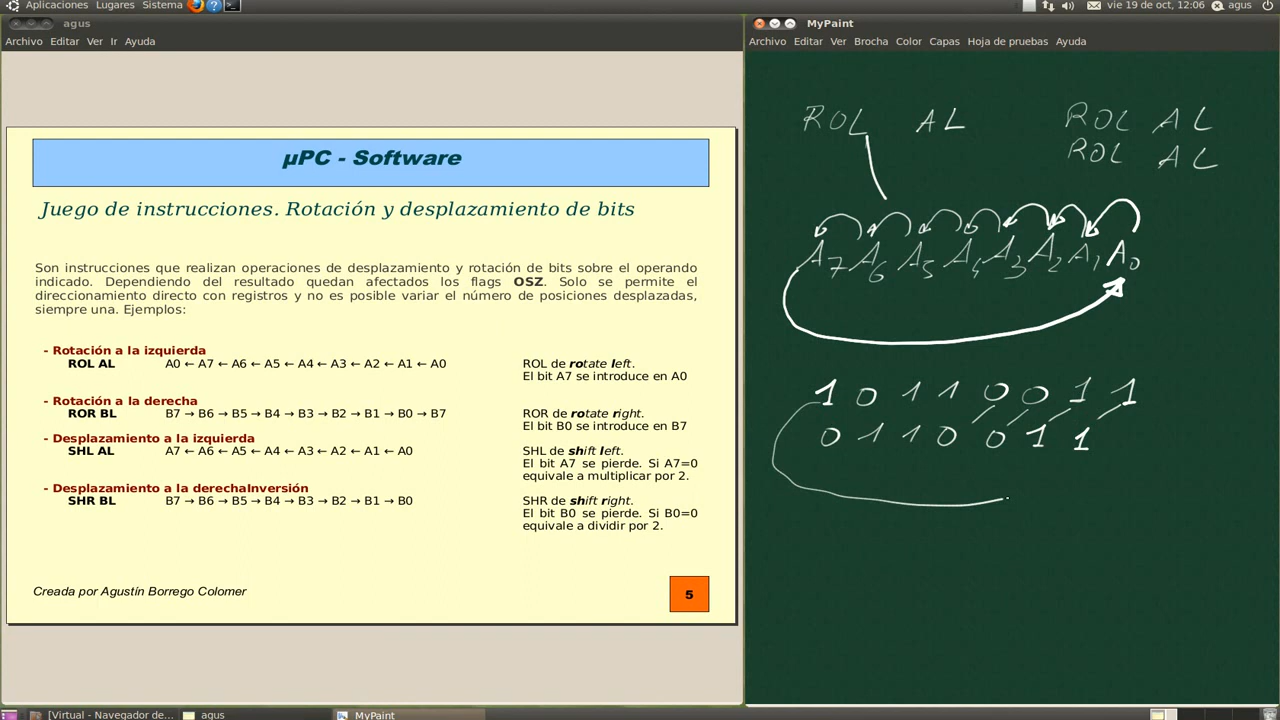 Aplicaciones Lugares Sistema
vie 19 de oct, 12:06 agus
agus
Archivo Editar Ver Ir Ayuda
µPC - Software
Juego de instrucciones. Rotación y desplazamiento de bits
Son instrucciones que realizan operaciones de desplazamiento y rotación de bits sobre el operando
indicado. Dependiendo del resultado quedan afectados los flags OSZ. Solo se permite el
direccionamiento directo con registros y no es posible variar el número de posiciones desplazadas,
siempre una. Ejemplos:
- Rotación a la izquierda
ROL AL A0 ← A7 ← A6 ← A5 ← A4 ← A3 ← A2 ← A1 ← A0 ROL de rotate left.
El bit A7 se introduce en A0
- Rotación a la derecha
ROR BL B7 → B6 → B5 → B4 → B3 → B2 → B1 → B0 → B7 ROR de rotate right.
El bit B0 se introduce en B7
- Desplazamiento a la izquierda
SHL AL A7 ← A6 ← A5 ← A4 ← A3 ← A2 ← A1 ← A0 SHL de shift left.
El bit A7 se pierde. Si A7=0
equivale a multiplicar por 2.
- Desplazamiento a la derechaInversión
SHR BL B7 → B6 → B5 → B4 → B3 → B2 → B1 → B0 SHR de shift right.
El bit B0 se pierde. Si B0=0
equivale a dividir por 2.
Creada por Agustín Borrego Colomer
5
MyPaint
Archivo Editar Ver Brocha Color Capas Hoja de pruebas Ayuda
ROL AL ROL AL
ROL AL
A7 A6 A5 A4 A3 A2 A1 A0
1 0 1 1 0 0 1 1
0 1 1 0 0 1 1
[Virtual - Navegador de... agus MyPaint